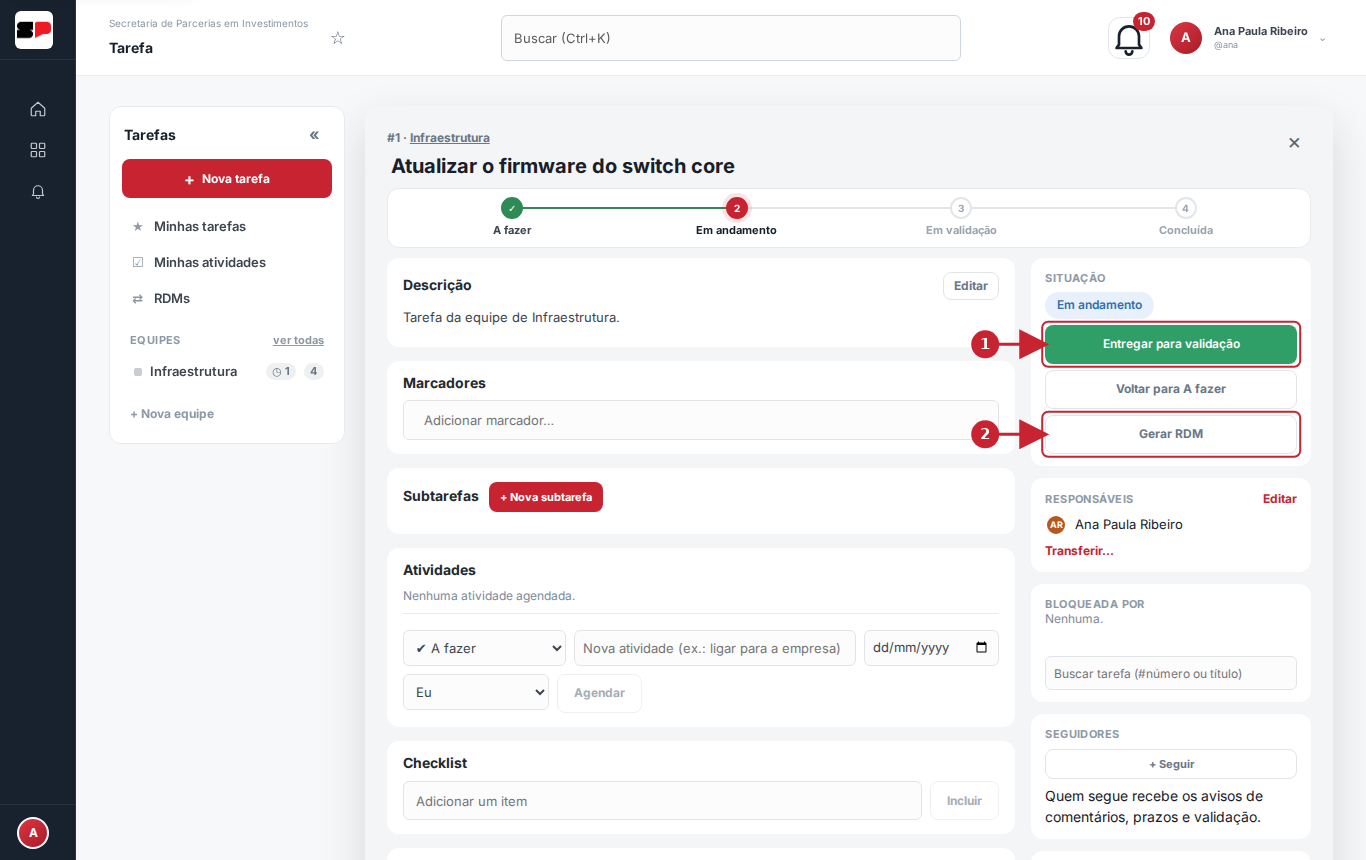 SP
Secretaria de Parcerias em Investimentos
Tarefa
Buscar (Ctrl+K)
10
A
Ana Paula Ribeiro
@ana
Tarefas
+ Nova tarefa
Minhas tarefas
Minhas atividades
RDMs
EQUIPES
ver todas
Infraestrutura
1
4
+ Nova equipe
A
#1 · Infraestrutura
Atualizar o firmware do switch core
2
3
4
A fazer
Em andamento
Em validação
Concluída
Descrição
Editar
Tarefa da equipe de Infraestrutura.
Marcadores
Adicionar marcador...
Subtarefas
+ Nova subtarefa
Atividades
Nenhuma atividade agendada.
✔ A fazer
Nova atividade (ex.: ligar para a empresa)
dd/mm/yyyy
Eu
Agendar
Checklist
Adicionar um item
Incluir
SITUAÇÃO
Em andamento
1
Entregar para validação
Voltar para A fazer
2
Gerar RDM
RESPONSÁVEIS
Editar
AR
Ana Paula Ribeiro
Transferir...
BLOQUEADA POR
Nenhuma.
Buscar tarefa (#número ou título)
SEGUIDORES
+ Seguir
Quem segue recebe os avisos de
comentários, prazos e validação.